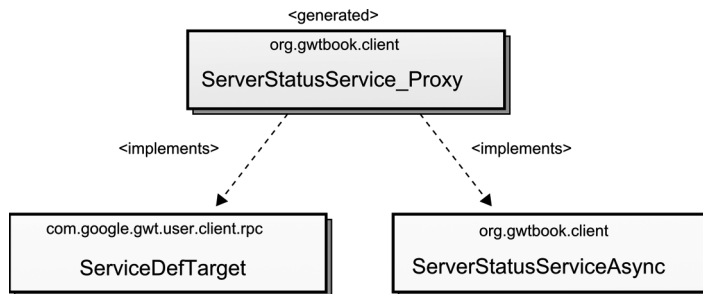 <generated>
org.gwtbook.client
ServerStatusService_Proxy
<implements>
<implements>
com.google.gwt.user.client.rpc
ServiceDefTarget
org.gwtbook.client
ServerStatusServiceAsync